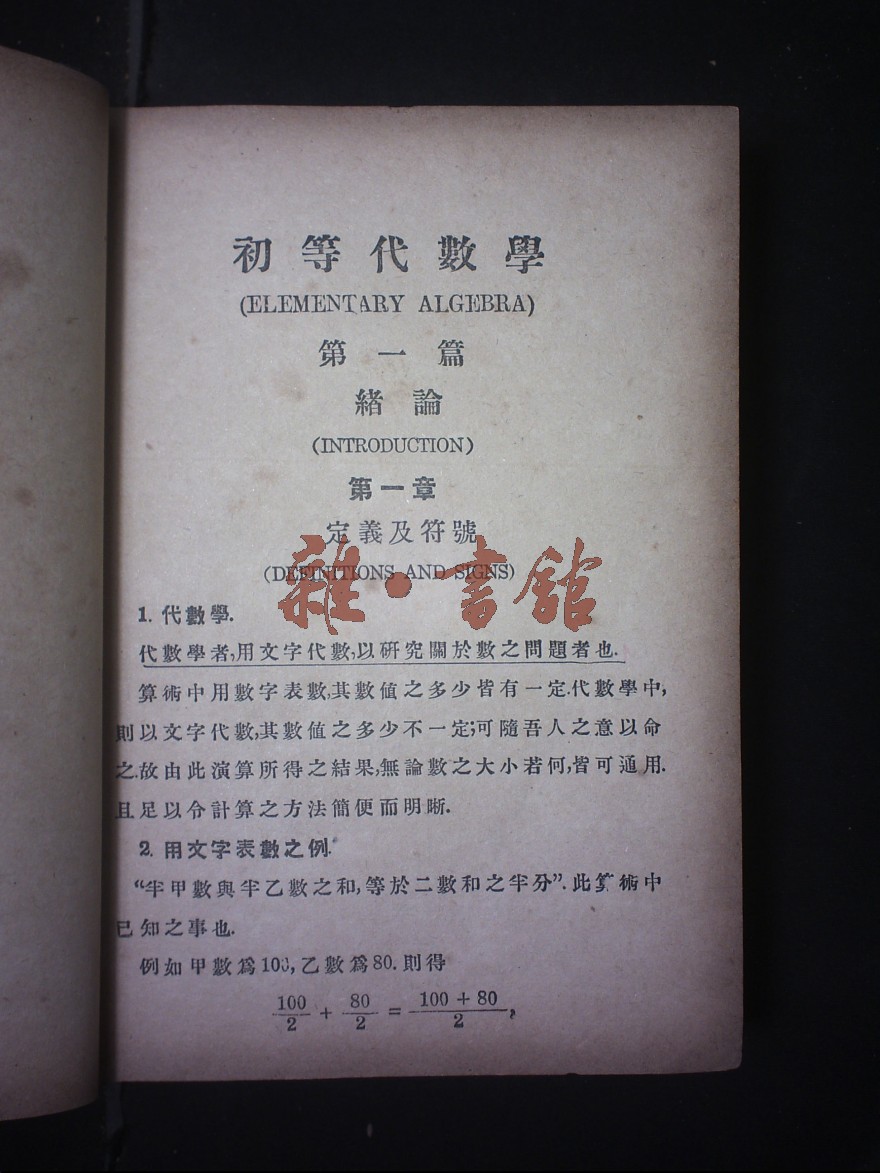 初等代數學
(ELEMENTARY ALGEBRA)
第一篇
緒論
(INTRODUCTION)
第一章
定義及符號
(DEFINITIONS AND SIGNS)
雜·書館
1. 代數學.
代數學者,用文字代數,以研究關於數之問題者也.
算術中用數字表數,其數值之多少皆有一定.代數學中,
則以文字代數,其數值之多少不一定;可隨吾人之意以命
之.故由此演算所得之結果,無論數之大小若何,皆可通用.
且足以令計算之方法簡便而明晰.
2. 用文字表數之例.
“半甲數與半乙數之和,等於二數和之半分”.此算術中
已知之事也.
例如甲數爲100,乙數爲80.則得
100/2 + 80/2 = (100 + 80)/2,